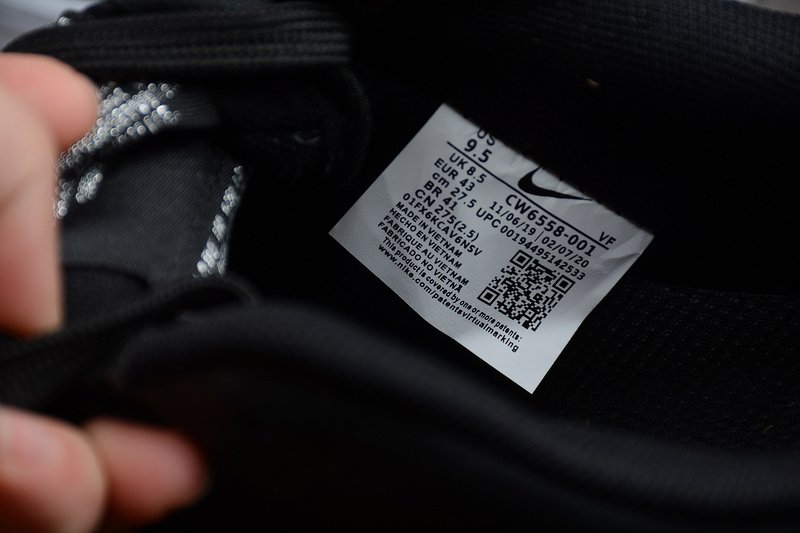 US
9.5
UK 8.5
EUR 43
cm 27.5
BR 41
CN 275(2.5)
01FX6KCAV6N5V
CW6558-001 VF
11/06/19 02/07/20
UPC 00194495142533
MADE IN VIETNAM
HECHO EN VIETNAM
FABRIQUE AU VIETNAM
FABRICADO NO VIETNÃ
This product is covered by one or more patents:
www.nike.com/patentsvirtualmarking